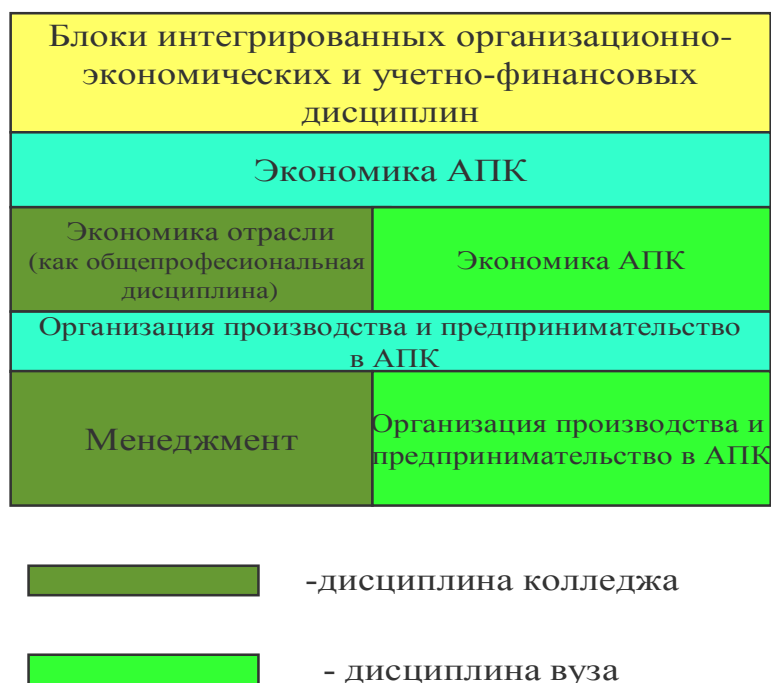 Блоки интегрированных организационно-
экономических и учетно-финансовых
дисциплин
Экономика АПК
Экономика отрасли
(как общепрофесиональная
дисциплина)
Экономика АПК
Организация производства и предпринимательство
в АПК
Менеджмент
Организация производства и
предпринимательство в АПК
-дисциплина колледжа
- дисциплина вуза